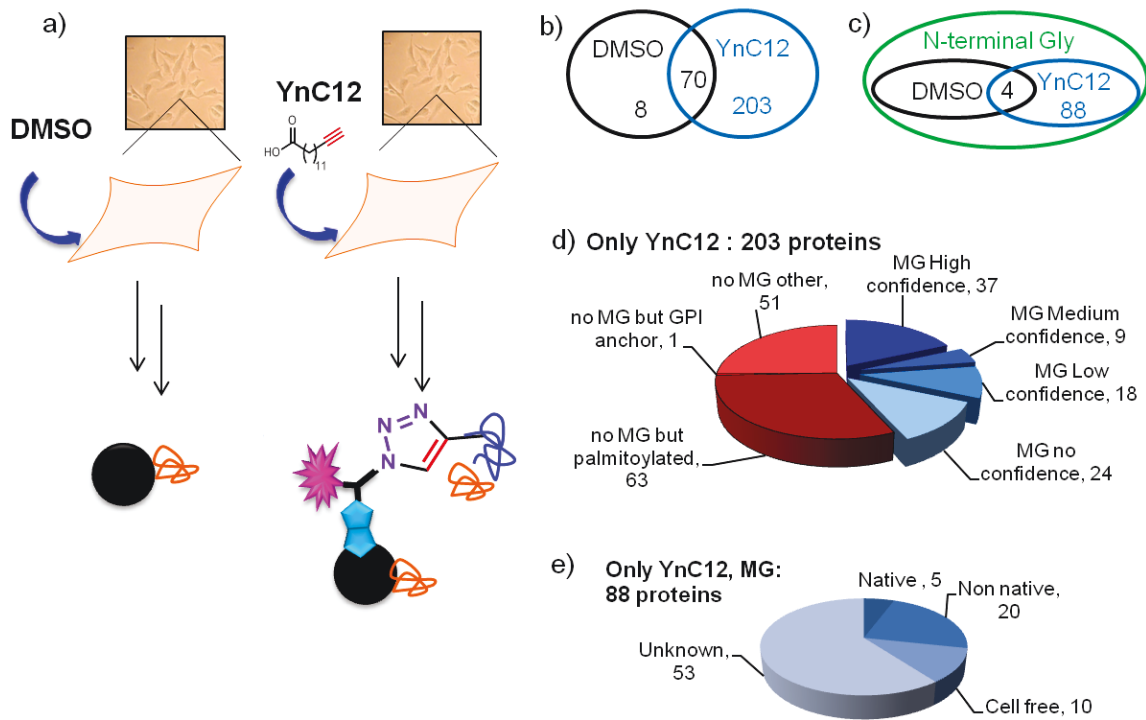 a)
DMSO
YnC12
O
HO
11
N
N
N
b)
DMSO
YnC12
70
8
203
c)
N-terminal Gly
DMSO
4
YnC12
88
d) Only YnC12 : 203 proteins
no MG other,
51
MG High
confidence, 37
no MG but GPI
anchor, 1
MG Medium
confidence, 9
MG Low
confidence, 18
no MG but
palmitoylated,
63
MG no
confidence, 24
e)
Only YnC12, MG:
88 proteins
Native , 5
Non native,
20
Unknown,
53
Cell free, 10